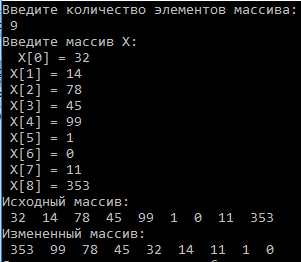 Введите количество элементов массива:
9
Введите массив X:
X[0] = 32
X[1] = 14
X[2] = 78
X[3] = 45
X[4] = 99
X[5] = 1
X[6] = 0
X[7] = 11
X[8] = 353
Исходный массив:
32 14 78 45 99 1 0 11 353
Измененный массив:
353 99 78 45 32 14 11 1 0